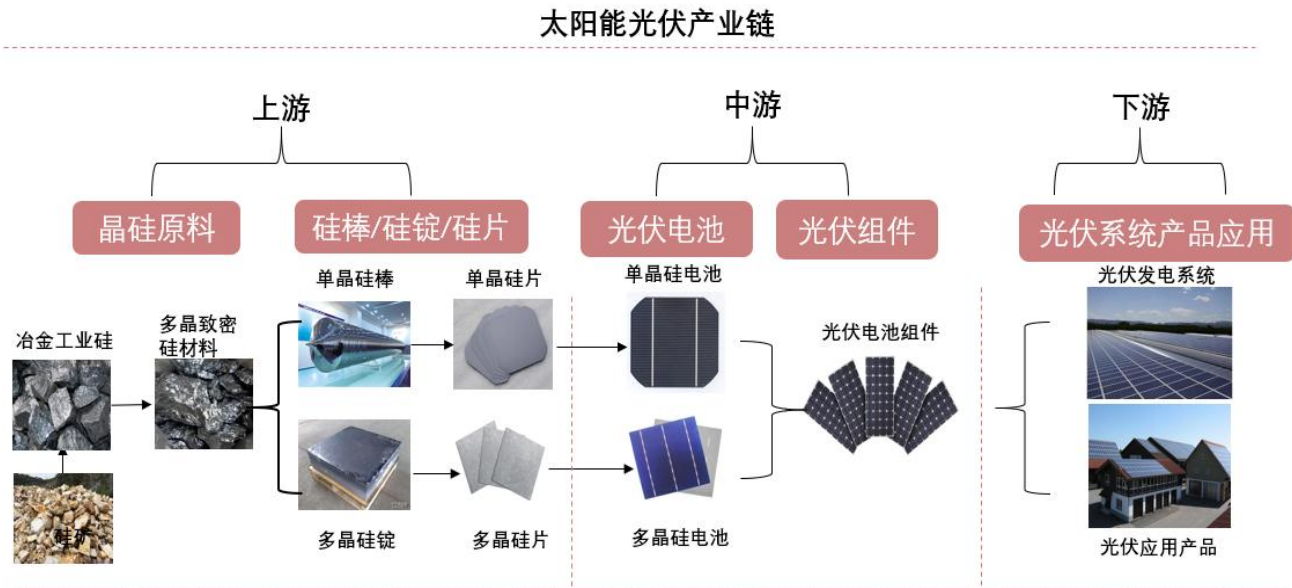 太阳能光伏产业链
上游
中游
下游
晶硅原料
硅棒/硅锭/硅片
光伏电池
光伏组件
光伏系统产品应用
单晶硅棒
单晶硅片
单晶硅电池
光伏发电系统
冶金工业硅
多晶致密
硅材料
光伏电池组件
硅矿
多晶硅锭
多晶硅片
多晶硅电池
光伏应用产品